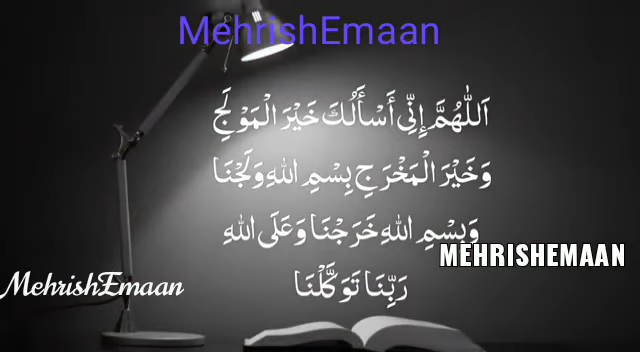 MehrishEmaan
اَللّٰهُمَّ إِنِّي أَسْأَلُكَ خَيْرَ الْمَوْلَجِ
وَخَيْرَ الْمَخْرَجِ بِسْمِ اللهِ وَلَجْنَا
وَبِسْمِ اللهِ خَرَجْنَا وَعَلَى اللهِ
MEHRISHEMAAN
MehrishEmaan
رَبِّنَا تَوَكَّلْنَا